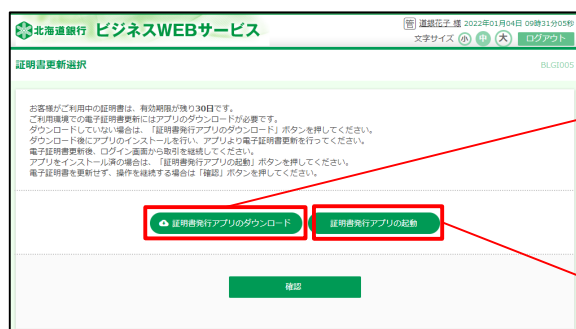 北海道銀行 ビジネスWEBサービス
管 道銀花子 様 2022年01月04日 09時31分05秒
文字サイズ 小 中 大 ログアウト
証明書更新選択
BLGI005
お客様がご利用中の証明書は、有効期限が残り30日です。
ご利用環境での電子証明書更新にはアプリのダウンロードが必要です。
ダウンロードしていない場合は、「証明書発行アプリのダウンロード」ボタンを押してください。
ダウンロード後にアプリのインストールを行い、アプリより電子証明書更新を行ってください。
電子証明書更新後、ログイン画面から取引を継続してください。
アプリをインストール済の場合は、「証明書発行アプリの起動」ボタンを押してください。
電子証明書を更新せず、操作を継続する場合は「確認」ボタンを押してください。
証明書発行アプリのダウンロード
証明書発行アプリの起動
確認